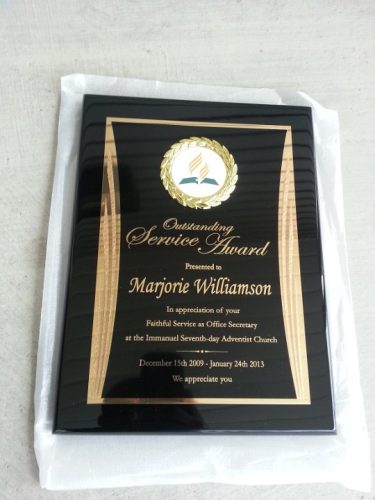 Outstanding
Service Award
Presented to
Marjorie Williamson
In appreciation of your
Faithful Service as Office Secretary
at the Immanuel Seventh-day Adventist Church
December 15th 2009 - January 24th 2013
We appreciate you